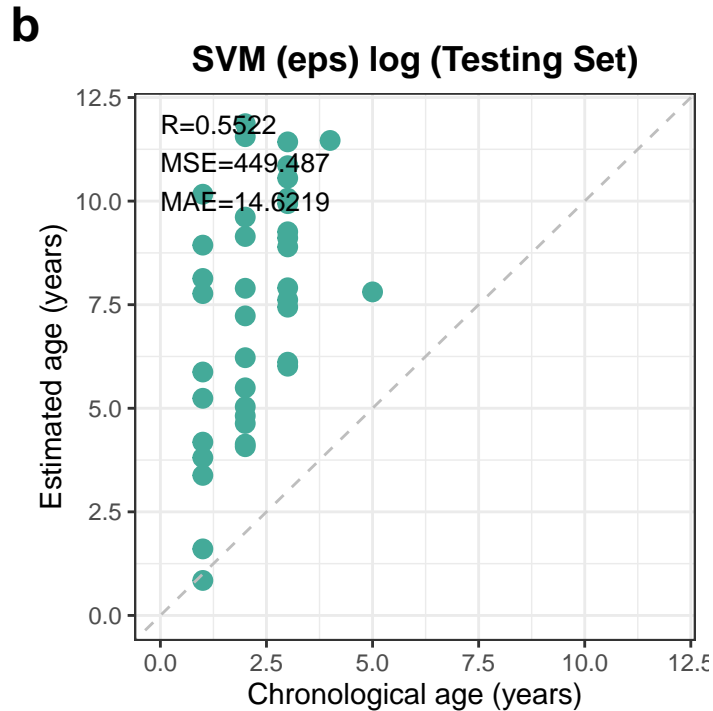 b
SVM (eps) log (Testing Set)
12.5
10.0
7.5
5.0
2.5
0.0
Estimated age (years)
R=0.5522
MSE=449.487
MAE=14.6219
0.0 2.5 5.0 7.5 10.0 12.5
Chronological age (years)